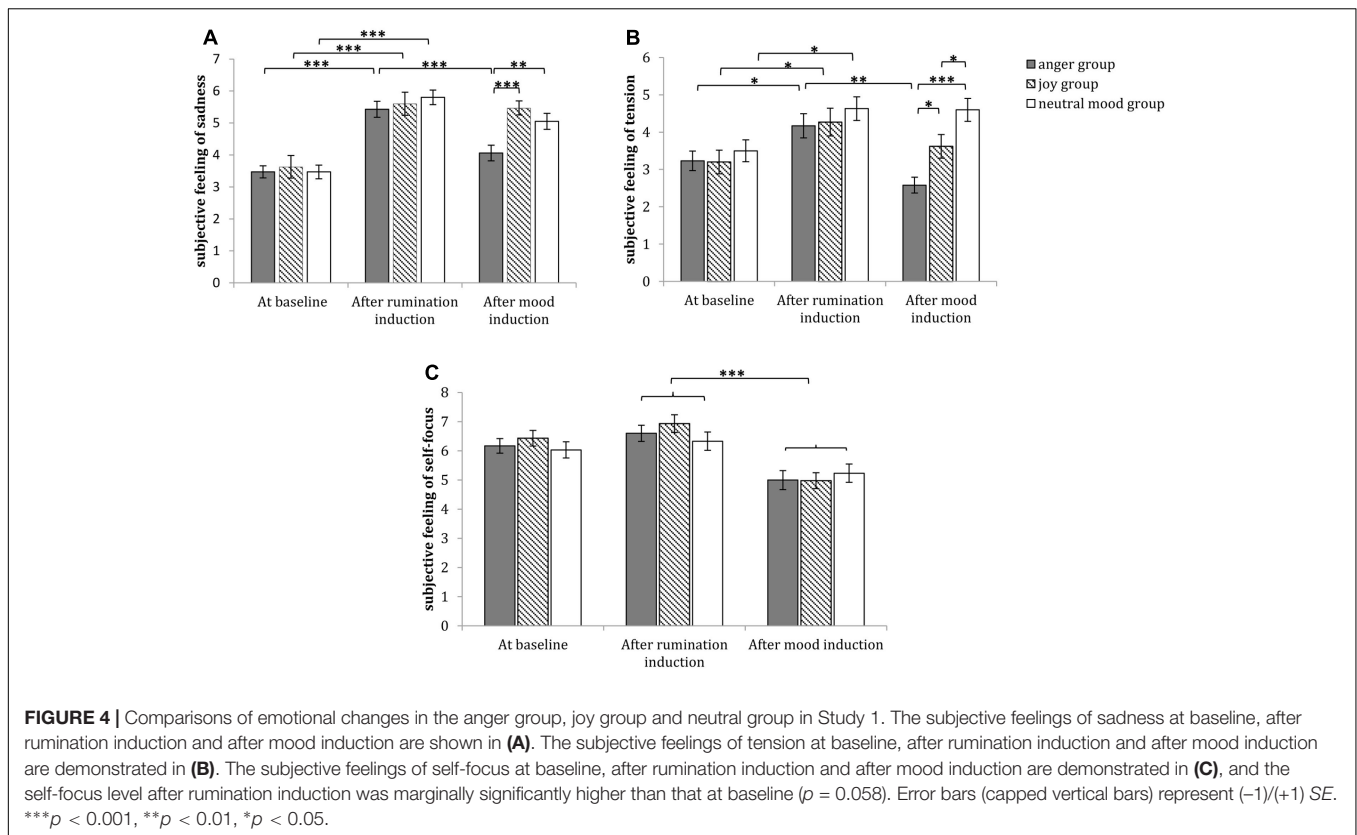 A
***
***
*** *** **
***
subjective feeling of sadness
7
6
5
4
3
2
1
0
At baseline
After rumination
induction
After mood
induction
B
*
* *
* ** ***
*
subjective feeling of tension
6
5
4
3
2
1
0
At baseline
After rumination
induction
After mood
induction
anger group
joy group
neutral mood group
C
***
subjective feeling of self-focus
8
7
6
5
4
3
2
1
0
At baseline
After rumination
induction
After mood induction
FIGURE 4 | Comparisons of emotional changes in the anger group, joy group and neutral group in Study 1. The subjective feelings of sadness at baseline, after
rumination induction and after mood induction are shown in (A). The subjective feelings of tension at baseline, after rumination induction and after mood induction
are demonstrated in (B). The subjective feelings of self-focus at baseline, after rumination induction and after mood induction are demonstrated in (C), and the
self-focus level after rumination induction was marginally significantly higher than that at baseline (p = 0.058). Error bars (capped vertical bars) represent (–1)/(+1) SE.
***p < 0.001, **p < 0.01, *p < 0.05.